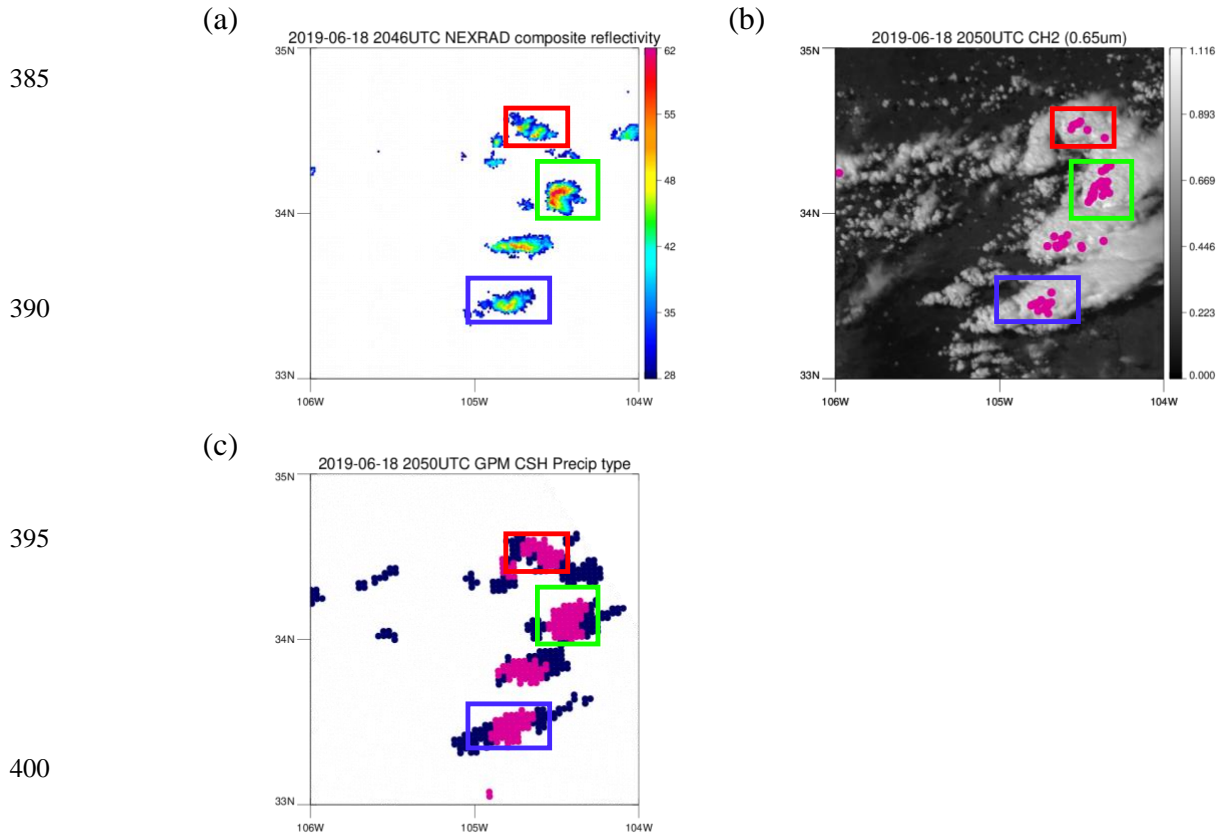 (a)
2019-06-18 2046UTC NEXRAD composite reflectivity
35N
34N
33N
106W
105W
104W
62
55
48
42
35
28
(b)
2019-06-18 2050UTC CH2 (0.65um)
35N
34N
33N
106W
105W
104W
1.116
0.893
0.669
0.446
0.223
0.000
385
390
(c)
2019-06-18 2050UTC GPM CSH Precip type
35N
34N
33N
106W
105W
104W
395
400